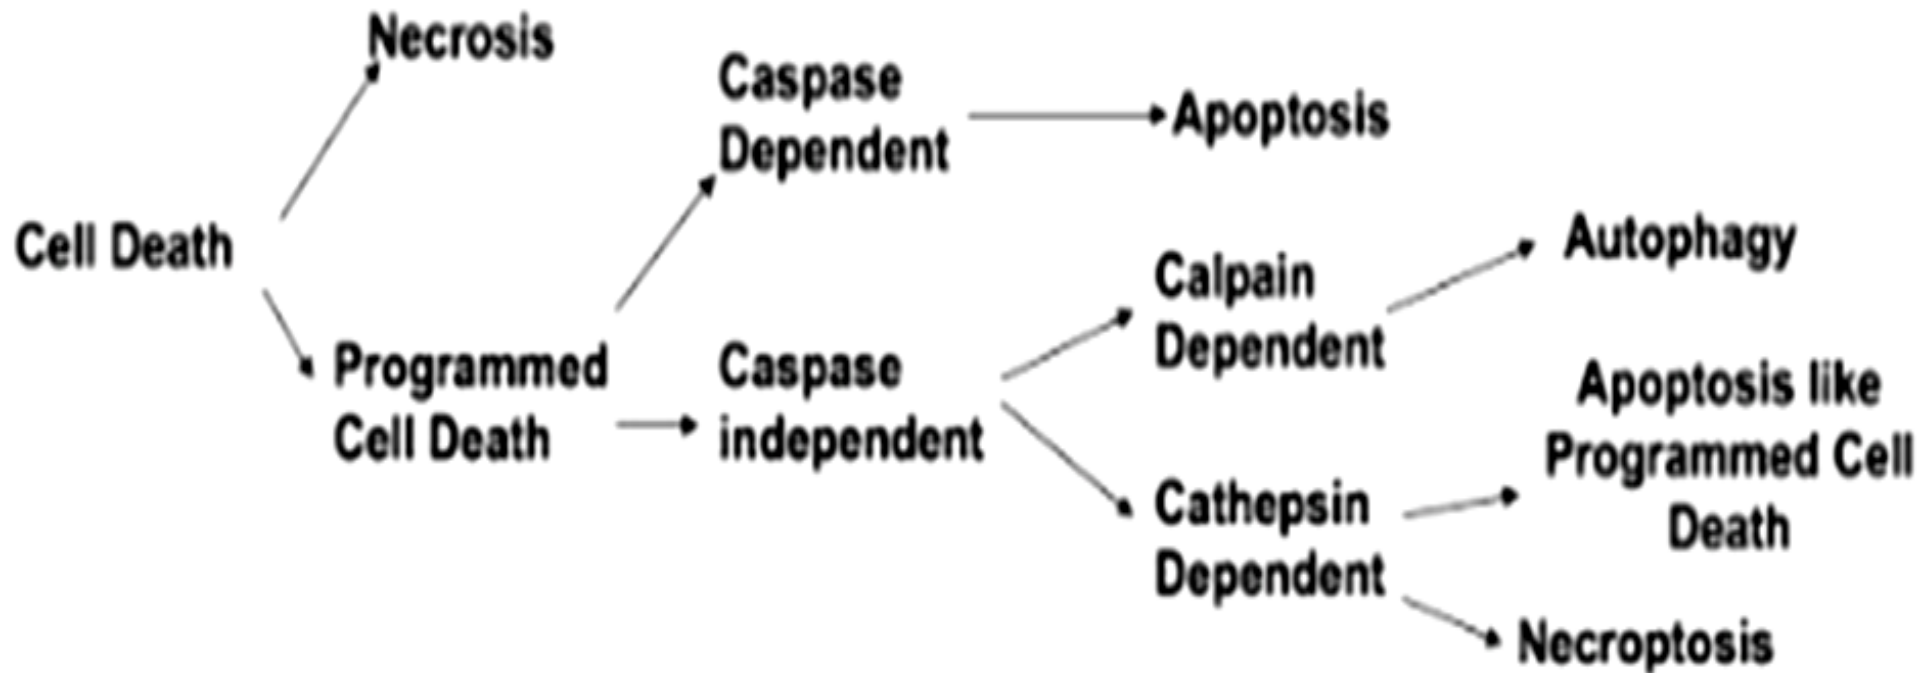 Necrosis
Caspase
Dependent
Apoptosis
Cell Death
Programmed
Cell Death
Caspase
independent
Calpain
Dependent
Autophagy
Cathepsin
Dependent
Apoptosis like
Programmed Cell
Death
Necroptosis